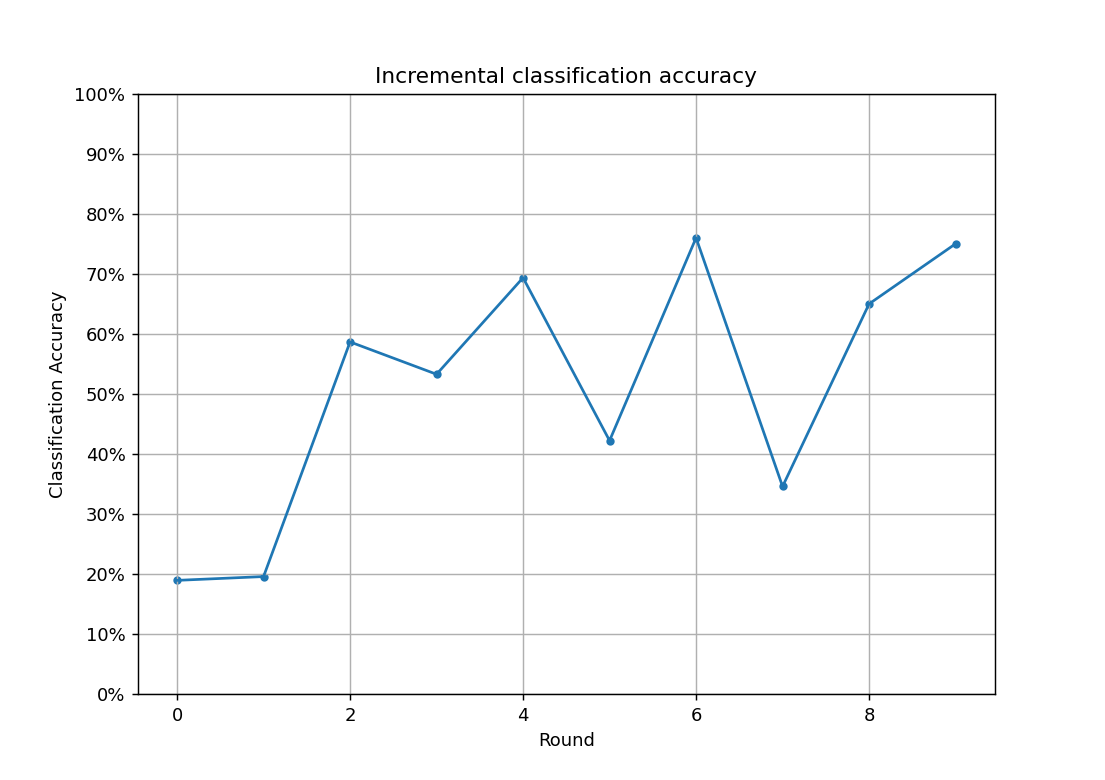 Incremental classification accuracy
100%
90%
80%
70%
60%
50%
40%
30%
20%
10%
0%
Classification Accuracy
0 2 4 6 8
Round